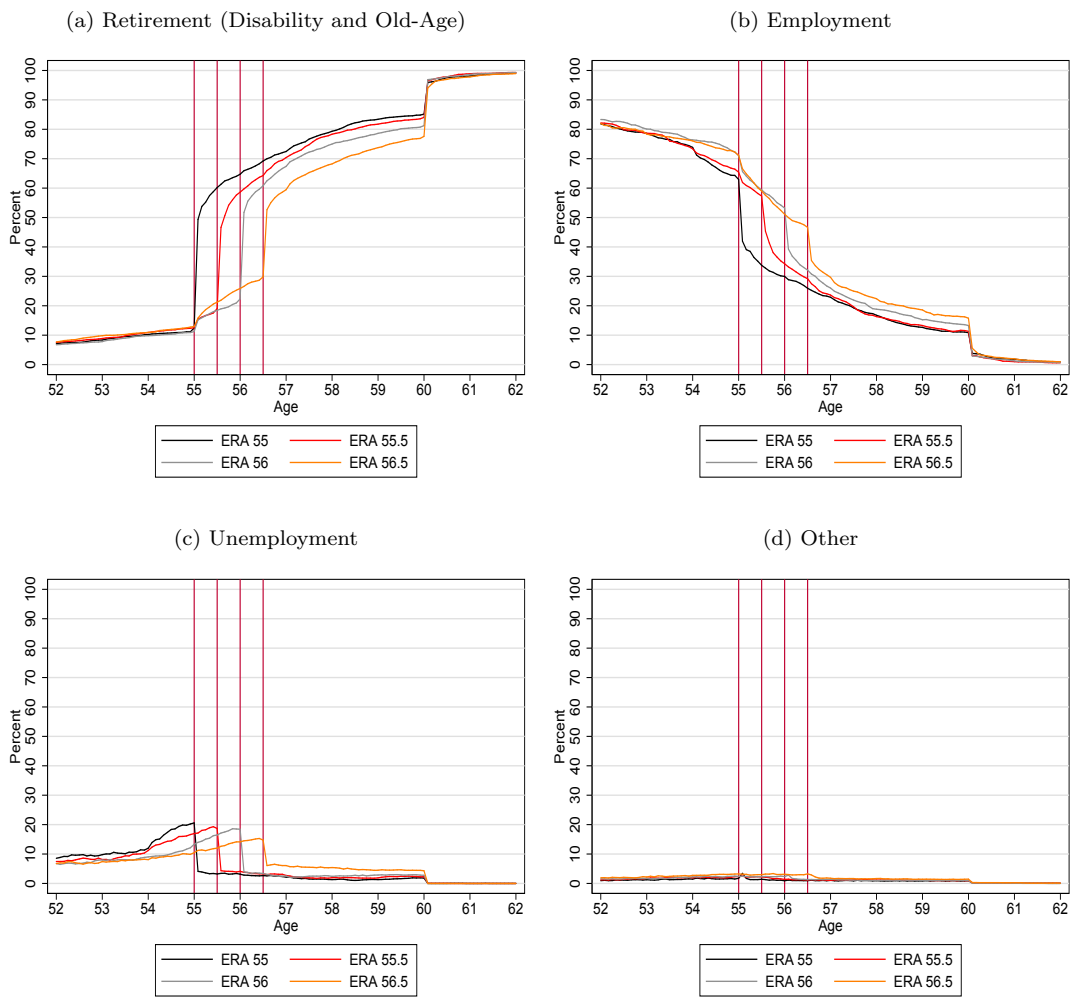 (a) Retirement (Disability and Old-Age)
Percent
0 10 20 30 40 50 60 70 80 90 100
52 53 54 55 56 57 58 59 60 61 62
Age
ERA 55 ERA 55.5
ERA 56 ERA 56.5
(b) Employment
Percent
0 10 20 30 40 50 60 70 80 90 100
52 53 54 55 56 57 58 59 60 61 62
Age
ERA 55 ERA 55.5
ERA 56 ERA 56.5
(c) Unemployment
Percent
0 10 20 30 40 50 60 70 80 90 100
52 53 54 55 56 57 58 59 60 61 62
Age
ERA 55 ERA 55.5
ERA 56 ERA 56.5
(d) Other
Percent
0 10 20 30 40 50 60 70 80 90 100
52 53 54 55 56 57 58 59 60 61 62
Age
ERA 55 ERA 55.5
ERA 56 ERA 56.5